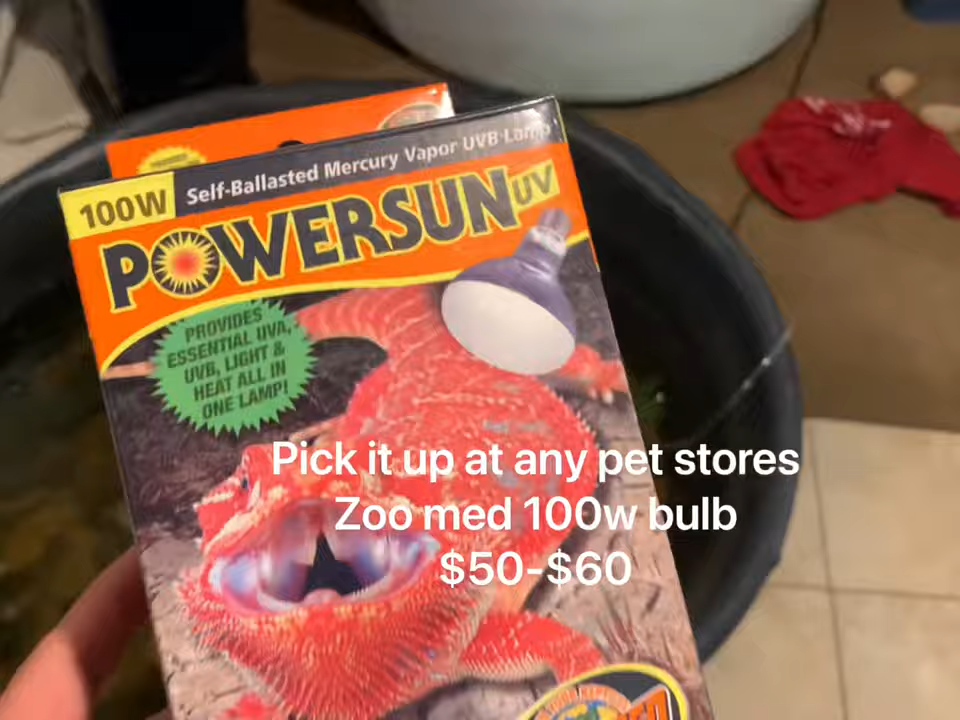 100W Self-Ballasted Mercury Vapor UVB Lamp
POWERSUN UV
PROVIDES
ESSENTIAL UVA,
UVB, LIGHT &
HEAT ALL IN
ONE LAMP!
Pick it up at any pet stores
Zoo med 100w bulb
$50-$60